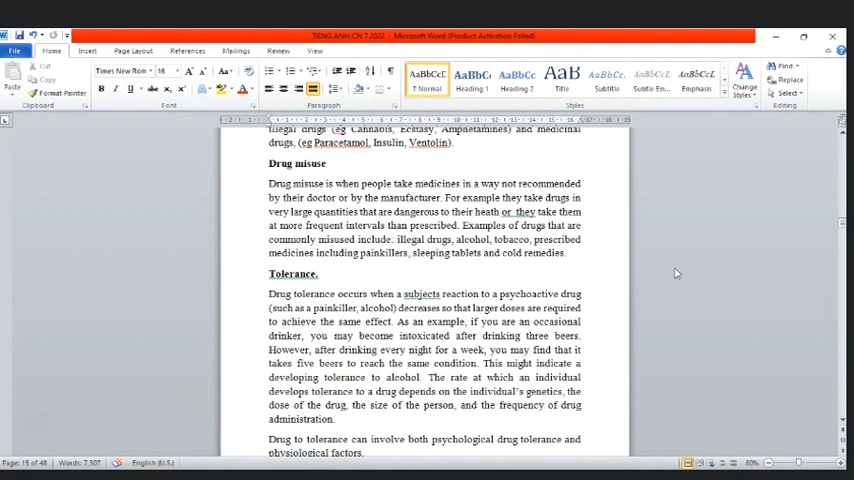 TIENG.ANH.CN 7.2022 - Microsoft Word (Product Activation Failed)
File Home Insert Page Layout References Mailings Review View
Paste Cut Copy Format Painter
Clipboard
Times New Rom 16
Font
Paragraph
AaBbCcI AaBbCc AaBbCc AaB AaBbCc. AaBbCcL AaBbCcL
¶ Normal Heading 1 Heading 2 Title Subtitle Subtle Em... Emphasis
Styles
Change Styles
Find
Replace
Select
Editing
illegal drugs (eg Cannabis, Ecstasy, Amphetamines) and medicinal
drugs, (eg Paracetamol, Insulin, Ventolin).
Drug misuse
Drug misuse is when people take medicines in a way not recommended
by their doctor or by the manufacturer. For example they take drugs in
very large quantities that are dangerous to their heath or they take them
at more frequent intervals than prescribed. Examples of drugs that are
commonly misused include: illegal drugs, alcohol, tobacco, prescribed
medicines including painkillers, sleeping tablets and cold remedies.
Tolerance.
Drug tolerance occurs when a subjects reaction to a psychoactive drug
(such as a painkiller, alcohol) decreases so that larger doses are required
to achieve the same effect. As an example, if you are an occasional
drinker, you may become intoxicated after drinking three beers.
However, after drinking every night for a week, you may find that it
takes five beers to reach the same condition. This might indicate a
developing tolerance to alcohol. The rate at which an individual
develops tolerance to a drug depends on the individual's genetics, the
dose of the drug, the size of the person, and the frequency of drug
administration.
Drug to tolerance can involve both psychological drug tolerance and
physiological factors.
Page: 15 of 48 Words: 7,307 English (U.S.) 80%